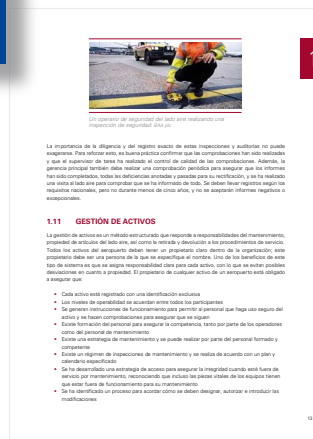 1
Un operario de seguridad del lado aire realizando una
inspección de seguridad. BAA plc
La importancia de la diligencia y del registro exacto de estas inspecciones y auditorías no puede
exagerarse. Para reforzar esto, es buena práctica confirmar que las comprobaciones han sido realizadas
y que el supervisor de tarea ha realizado el control de calidad de las comprobaciones. Además, la
gerencia principal también debe realizar una comprobación periódica para asegurar que los informes
han sido completados, todas las deficiencias anotadas y pasadas para su rectificación, y se ha realizado
una visita al lado aire para comprobar que se ha informado de todo. Se deben llevar registros según los
requisitos nacionales, pero no durante menos de cinco años, y no se aceptarán informes negativos o
excepcionales.
1.11 GESTIÓN DE ACTIVOS
La gestión de activos es un método estructurado que responde a responsabilidades del mantenimiento,
propiedad de artículos del lado aire, así como la retirada y devolución a los procedimientos de servicio.
Todos los activos del aeropuerto deben tener un propietario claro dentro de la organización; este
propietario debe ser una persona de la que se especifique el nombre. Uno de los beneficios de este
tipo de sistema es que se asigna responsabilidad clara para cada activo, con lo que se evitan posibles
desviaciones en cuanto a propiedad. El propietario de cualquier activo de un aeropuerto está obligado
a asegurar que:
• Cada activo está registrado con una identificación exclusiva
• Los niveles de operabilidad se acuerdan entre todos los participantes
• Se generan instrucciones de funcionamiento para permitir al personal que haga uso seguro del
activo y se hacen comprobaciones para asegurarse de que se siguen
• Existe formación del personal para asegurar la competencia, tanto por parte de los operadores
como del personal de mantenimiento
• Existe una estrategia de mantenimiento y se puede realizar por parte del personal formado y
competente
• Existe un régimen de inspecciones de mantenimiento y se realiza de acuerdo con un plan y
calendario especificado
• Se ha desarrollado una estrategia de acceso para asegurar la integridad cuando esté fuera de
servicio por mantenimiento, reconociendo que incluso las piezas vitales de los equipos tienen
que estar fuera de funcionamiento para su mantenimiento
• Se ha identificado un proceso para acordar cómo se deben designar, autorizar e introducir las
modificaciones
13